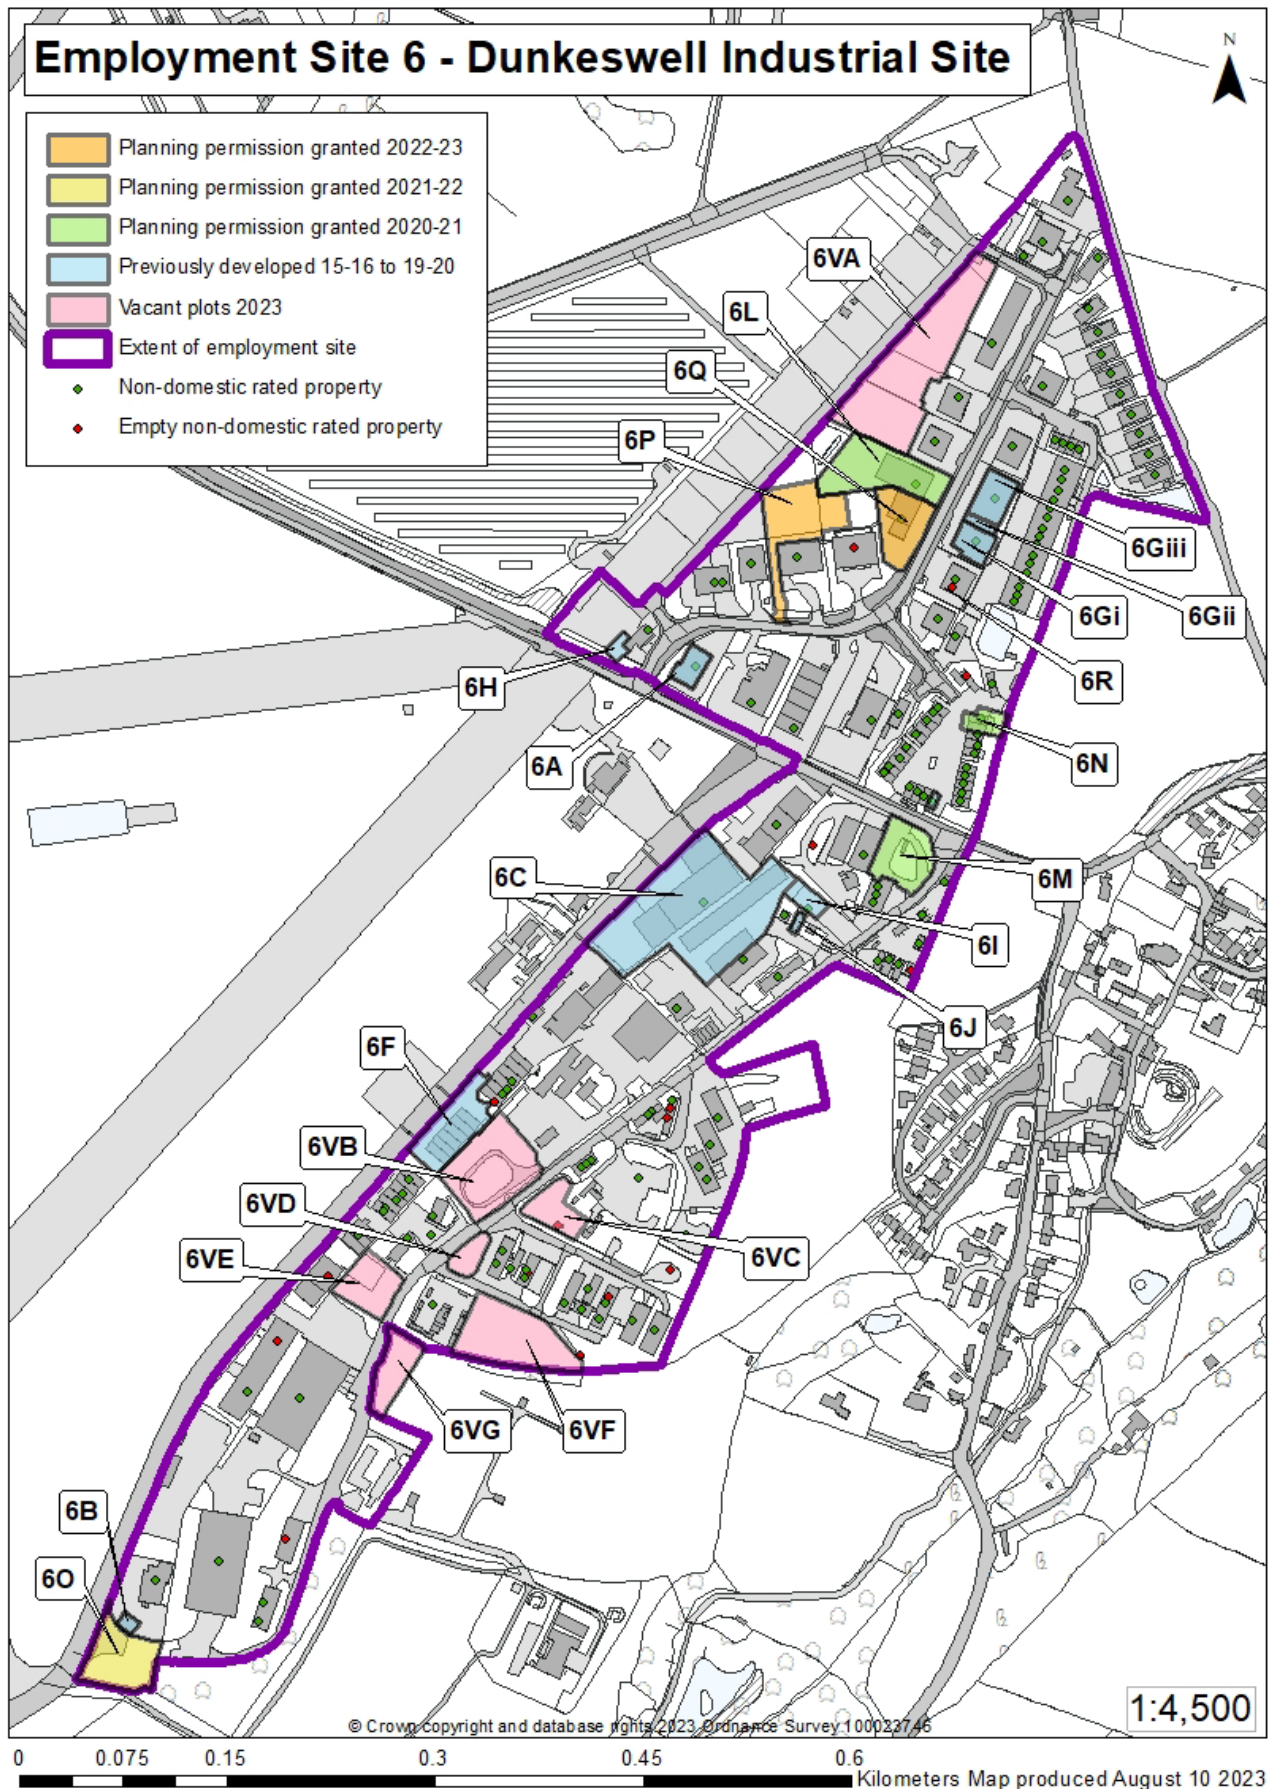 Employment Site 6 - Dunkeswell Industrial Site
N
Planning permission granted 2022-23
Planning permission granted 2021-22
Planning permission granted 2020-21
Previously developed 15-16 to 19-20
Vacant plots 2023
Extent of employment site
Non-domestic rated property
Empty non-domestic rated property
6VA
6L
6Q
6P
6Giii
6Gi
6Gii
6H
6R
6A
6N
6C
6M
6I
6J
6F
6VB
6VD
6VE
6VC
6VG
6VF
6B
6O
1:4,500
© Crown copyright and database rights 2023 Ordnance Survey 100023746
0 0.075 0.15 0.3 0.45 0.6
Kilometers Map produced August 10 2023